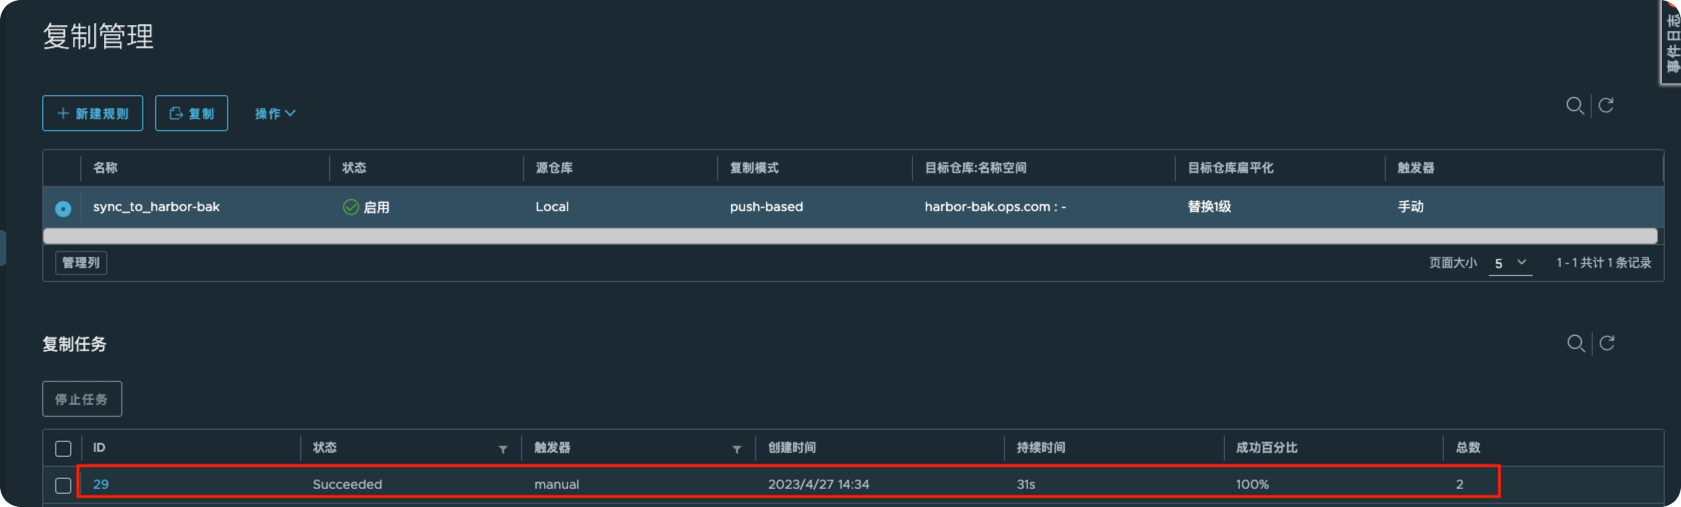 复制管理
事件日志
新建规则 复制 操作
名称 状态 源仓库 复制模式 目标仓库:名称空间 目标仓库扁平化 触发器
sync_to_harbor-bak 启用 Local push-based harbor-bak.ops.com : - 替换1级 手动
管理列 页面大小 5 1 - 1 共计 1 条记录
复制任务
停止任务
ID 状态 触发器 创建时间 持续时间 成功百分比 总数
29 Succeeded manual 2023/4/27 14:34 31s 100% 2